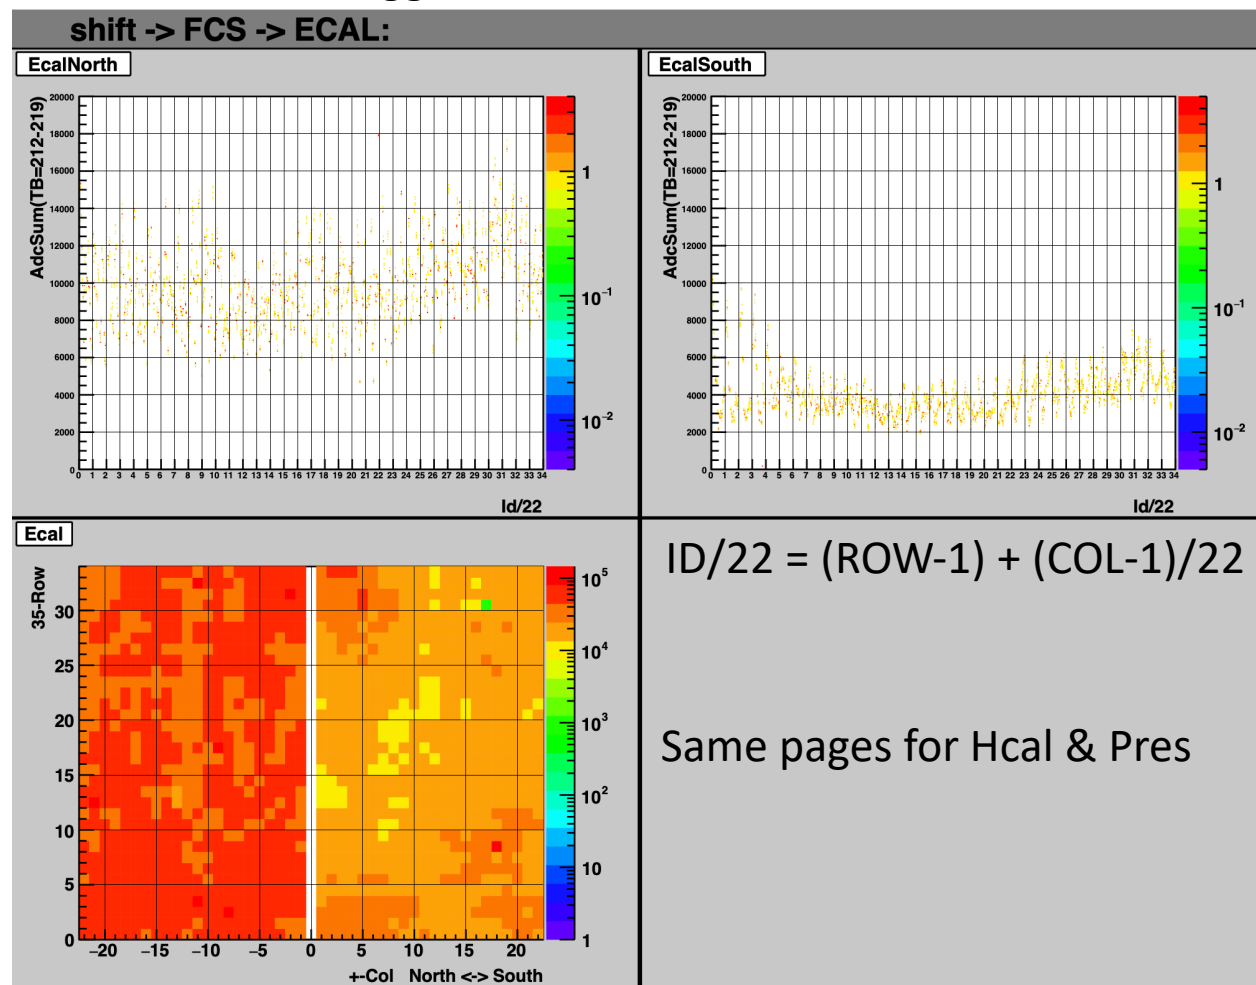 shift -> FCS -> ECAL:
EcalNorth
AdcSum(TB=212-219)
20000
18000
16000
14000
12000
10000
8000
6000
4000
2000
0
0 1 2 3 4 5 6 7 8 9 10 11 12 13 14 15 16 17 18 19 20 21 22 23 24 25 26 27 28 29 30 31 32 33 34
Id/22
1
10⁻¹
10⁻²
EcalSouth
AdcSum(TB=212-219)
20000
18000
16000
14000
12000
10000
8000
6000
4000
2000
0
0 1 2 3 4 5 6 7 8 9 10 11 12 13 14 15 16 17 18 19 20 21 22 23 24 25 26 27 28 29 30 31 32 33 34
Id/22
1
10⁻¹
10⁻²
Ecal
35-Row
30
25
20
15
10
5
0
−20 −15 −10 −5 0 5 10 15 20
+-Col North <-> South
10⁵
10⁴
10³
10²
10
1
ID/22 = (ROW-1) + (COL-1)/22
Same pages for Hcal & Pres